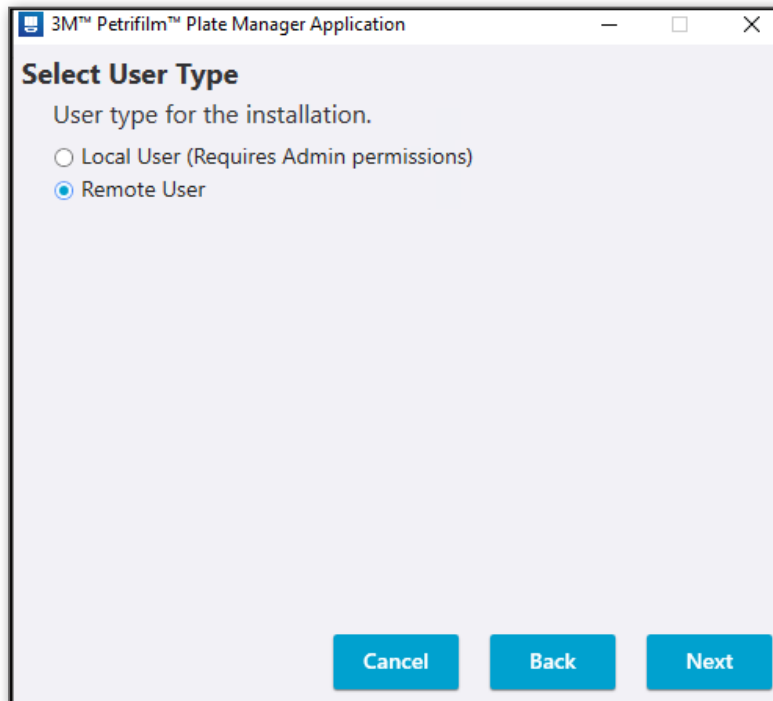 3M™ Petrifilm™ Plate Manager Application
Select User Type
User type for the installation.
Local User (Requires Admin permissions)
Remote User
Cancel Back Next